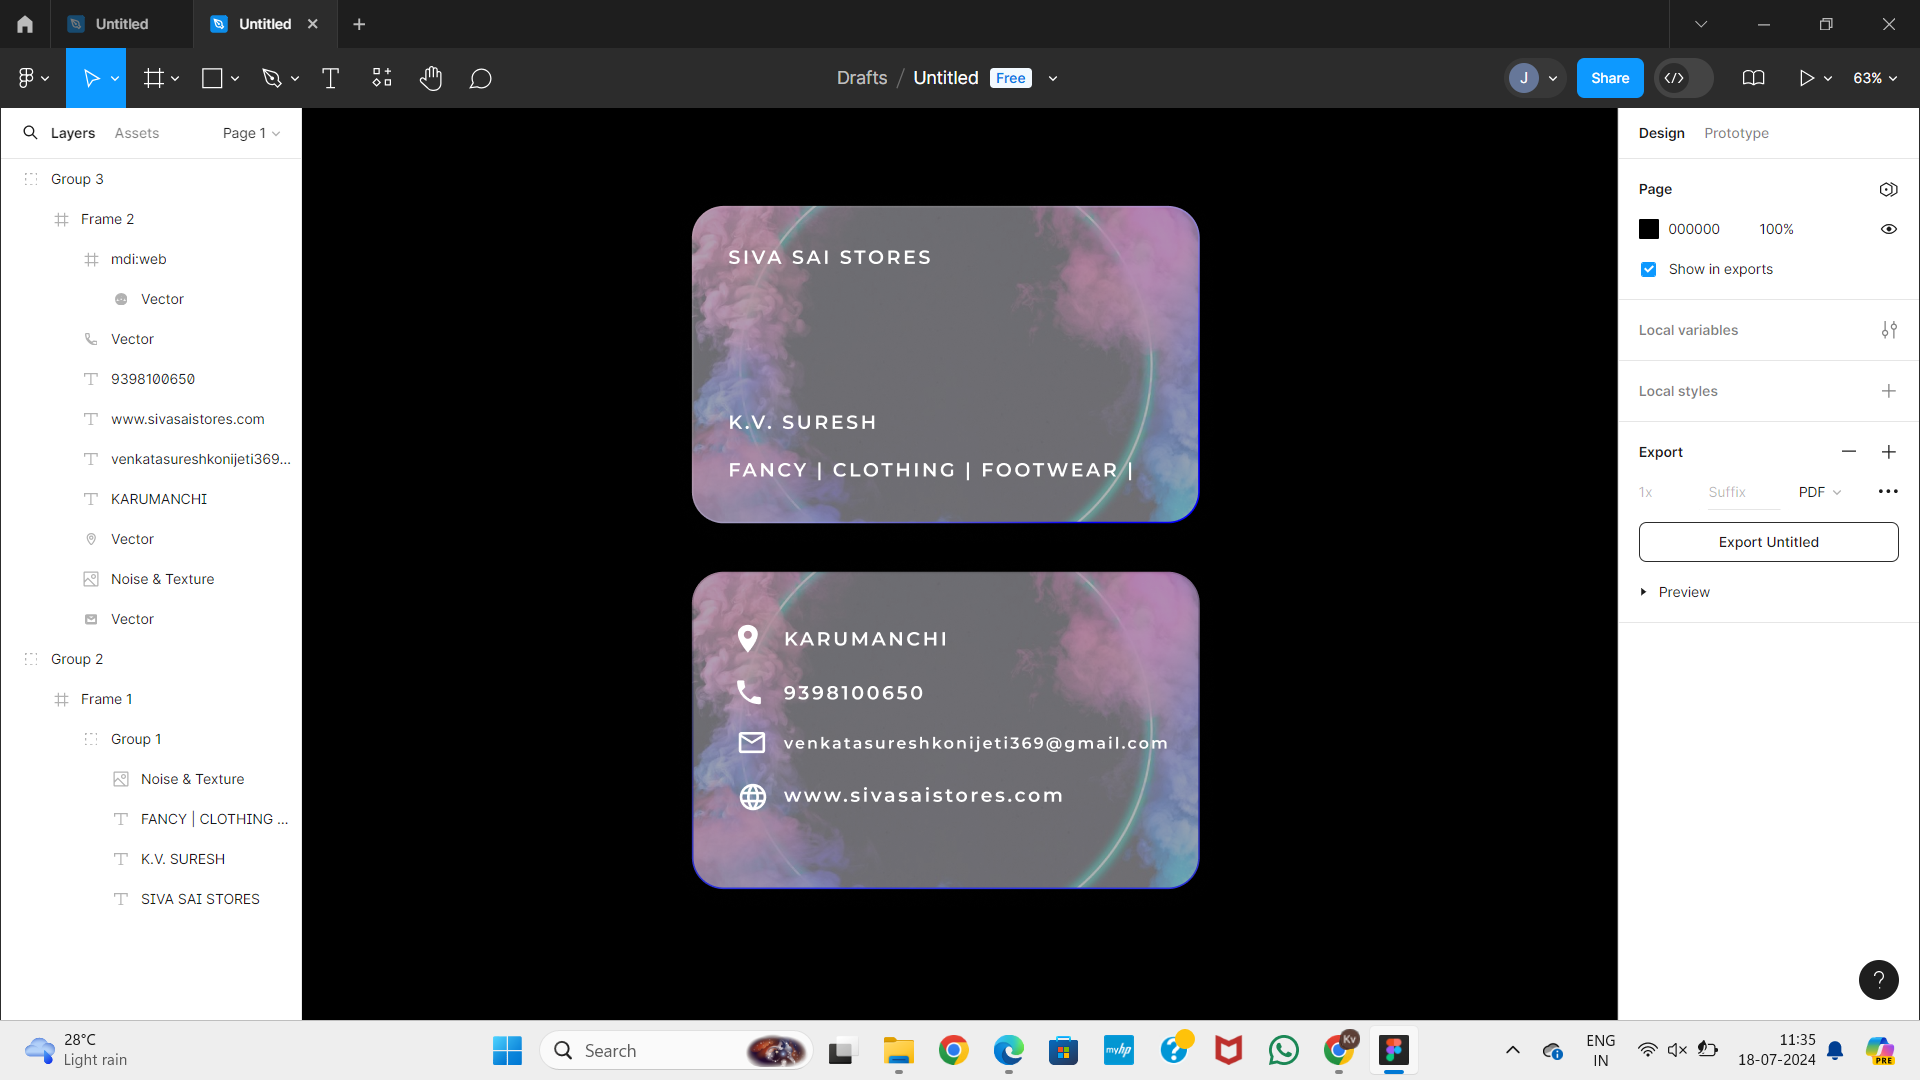 Untitled
Untitled
Drafts / Untitled Free
J
Share
63%
Layers
Assets
Page 1
Group 3
Frame 2
mdi:web
Vector
Vector
9398100650
www.sivasaistores.com
venkatasureshkonijeti369...
KARUMANCHI
Vector
Noise & Texture
Vector
Group 2
Frame 1
Group 1
Noise & Texture
FANCY | CLOTHING ...
K.V. SURESH
SIVA SAI STORES
SIVA SAI STORES
K.V. SURESH
FANCY | CLOTHING | FOOTWEAR |
KARUMANCHI
9398100650
venkatasureshkonijeti369@gmail.com
www.sivasaistores.com
Design
Prototype
Page
000000
100%
Show in exports
Local variables
Local styles
Export
1x
Suffix
PDF
Export Untitled
Preview
?
28°C
Light rain
Search
myhp
Kv
ENG
IN
11:35
18-07-2024
PRE